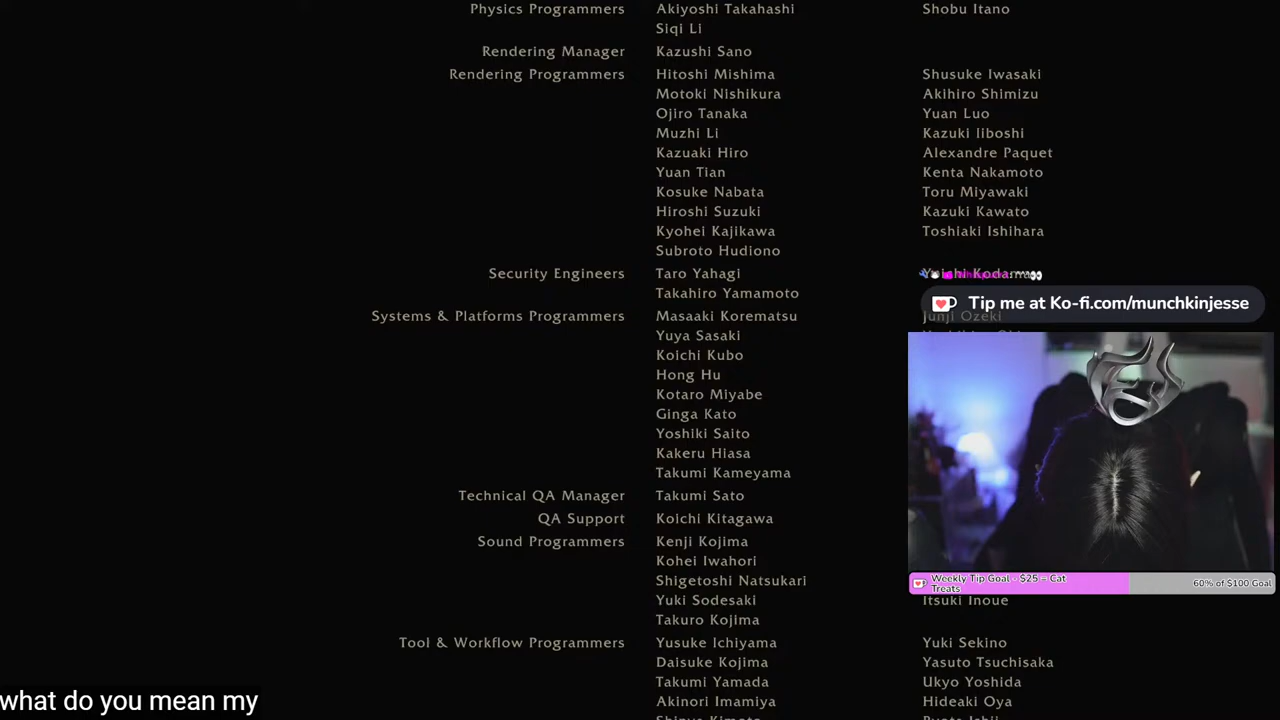 Physics Programmers Akiyoshi Takahashi Shobu Itano
Siqi Li
Rendering Manager Kazushi Sano
Rendering Programmers Hitoshi Mishima Shusuke Iwasaki
Motoki Nishikura Akihiro Shimizu
Ojiro Tanaka Yuan Luo
Muzhi Li Kazuki Iiboshi
Kazuaki Hiro Alexandre Paquet
Yuan Tian Kenta Nakamoto
Kosuke Nabata Toru Miyawaki
Hiroshi Suzuki Kazuki Kawato
Kyohei Kajikawa Toshiaki Ishihara
Subroto Hudiono
Security Engineers Taro Yahagi
Takahiro Yamamoto
Tip me at Ko-fi.com/munchkinjesse
Systems & Platforms Programmers Masaaki Korematsu Junji Ozeki
Yuya Sasaki
Koichi Kubo
Hong Hu
Kotaro Miyabe
Ginga Kato
Yoshiki Saito
Kakeru Hiasa
Takumi Kameyama
Technical QA Manager Takumi Sato
QA Support Koichi Kitagawa
Sound Programmers Kenji Kojima
Kohei Iwahori
Shigetoshi Natsukari
Weekly Tip Goal - $25 = Cat
Treats
60% of $100 Goal
Yuki Sodesaki Itsuki Inoue
Takuro Kojima
Tool & Workflow Programmers Yusuke Ichiyama Yuki Sekino
Daisuke Kojima Yasuto Tsuchisaka
Takumi Yamada Ukyo Yoshida
Akinori Imamiya Hideaki Oya
what do you mean my